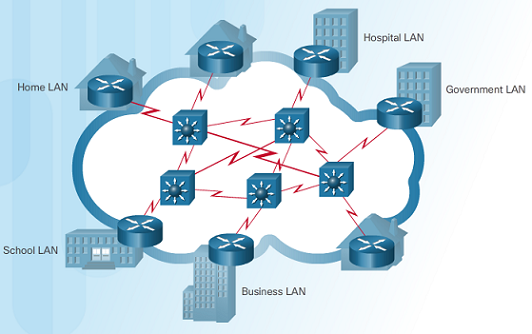 Hospital LAN
Home LAN
Government LAN
School LAN
Business LAN